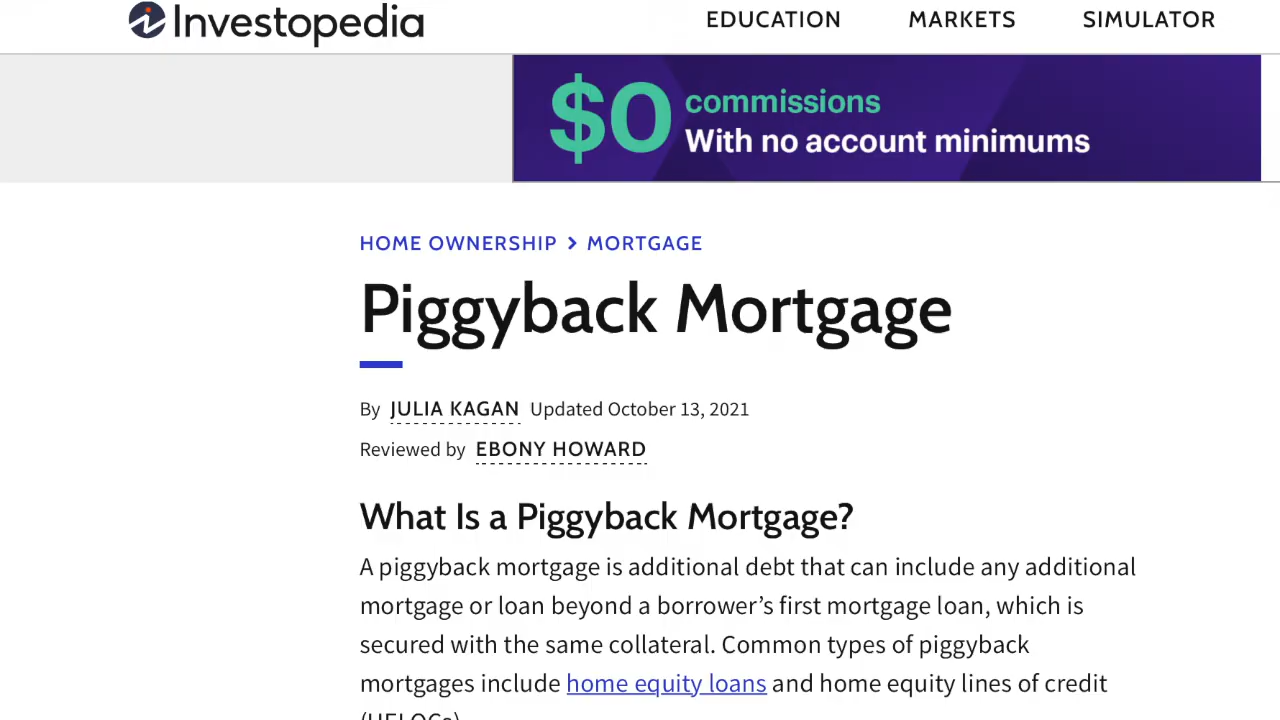 Investopedia
EDUCATION MARKETS SIMULATOR
$0 commissions
With no account minimums
HOME OWNERSHIP > MORTGAGE
Piggyback Mortgage
By JULIA KAGAN Updated October 13, 2021
Reviewed by EBONY HOWARD
What Is a Piggyback Mortgage?
A piggyback mortgage is additional debt that can include any additional
mortgage or loan beyond a borrower’s first mortgage loan, which is
secured with the same collateral. Common types of piggyback
mortgages include home equity loans and home equity lines of credit
(HELOCs).